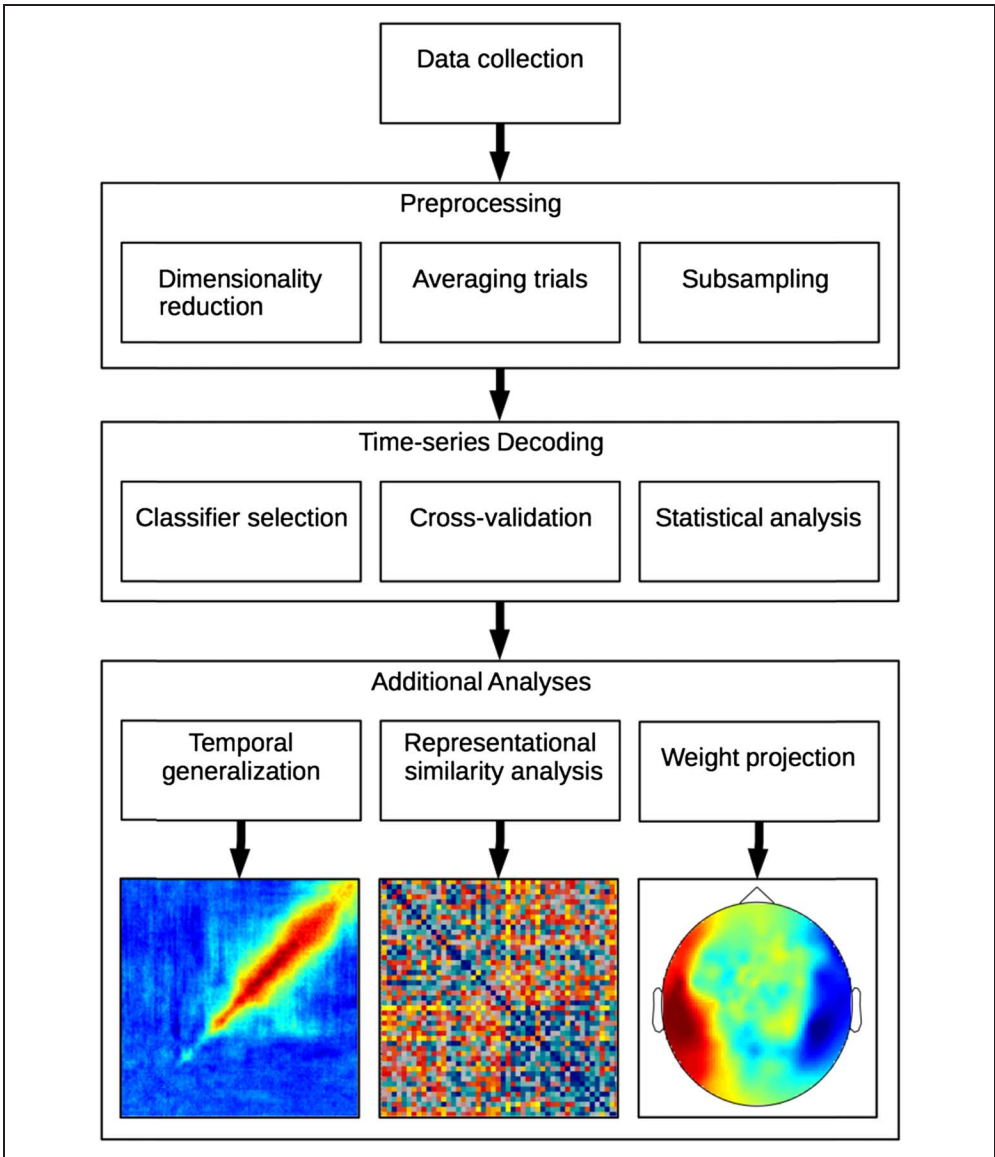 Data collection
Preprocessing
Dimensionality
reduction
Averaging trials
Subsampling
Time-series Decoding
Classifier selection
Cross-validation
Statistical analysis
Additional Analyses
Temporal
generalization
Representational
similarity analysis
Weight projection